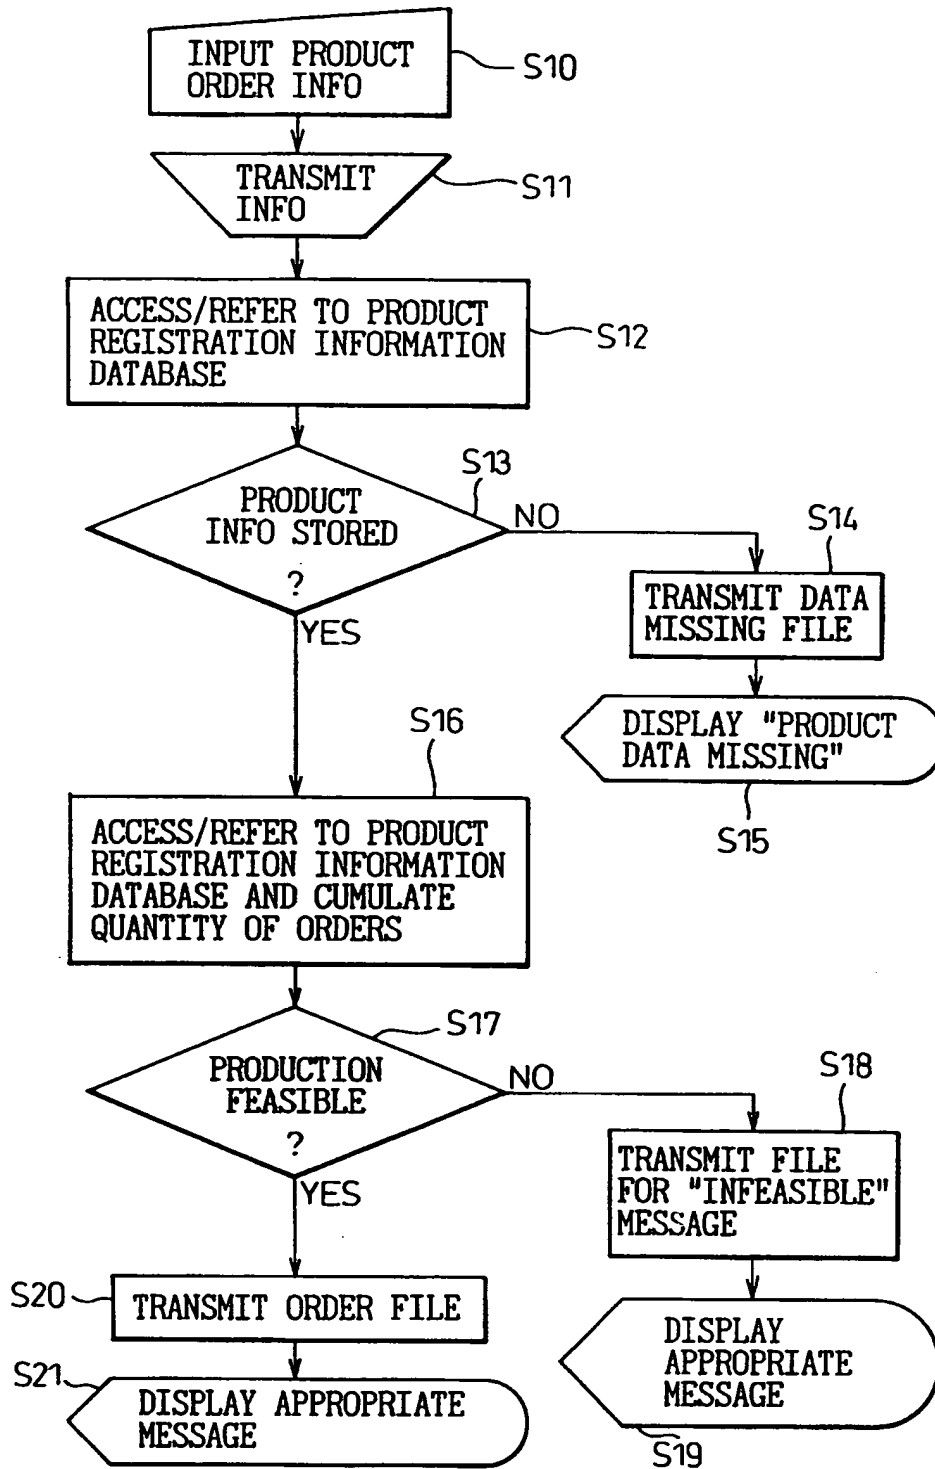 INPUT PRODUCT
ORDER INFO
S10
TRANSMIT
INFO
S11
ACCESS/REFER TO PRODUCT
REGISTRATION INFORMATION
DATABASE
S12
S13
PRODUCT
INFO STORED
?
NO
YES
S14
TRANSMIT DATA
MISSING FILE
DISPLAY "PRODUCT
DATA MISSING"
S15
S16
ACCESS/REFER TO PRODUCT
REGISTRATION INFORMATION
DATABASE AND CUMULATE
QUANTITY OF ORDERS
S17
PRODUCTION
FEASIBLE
?
NO
YES
S18
TRANSMIT FILE
FOR "INFEASIBLE"
MESSAGE
DISPLAY
APPROPRIATE
MESSAGE
S19
S20
TRANSMIT ORDER FILE
S21
DISPLAY APPROPRIATE
MESSAGE